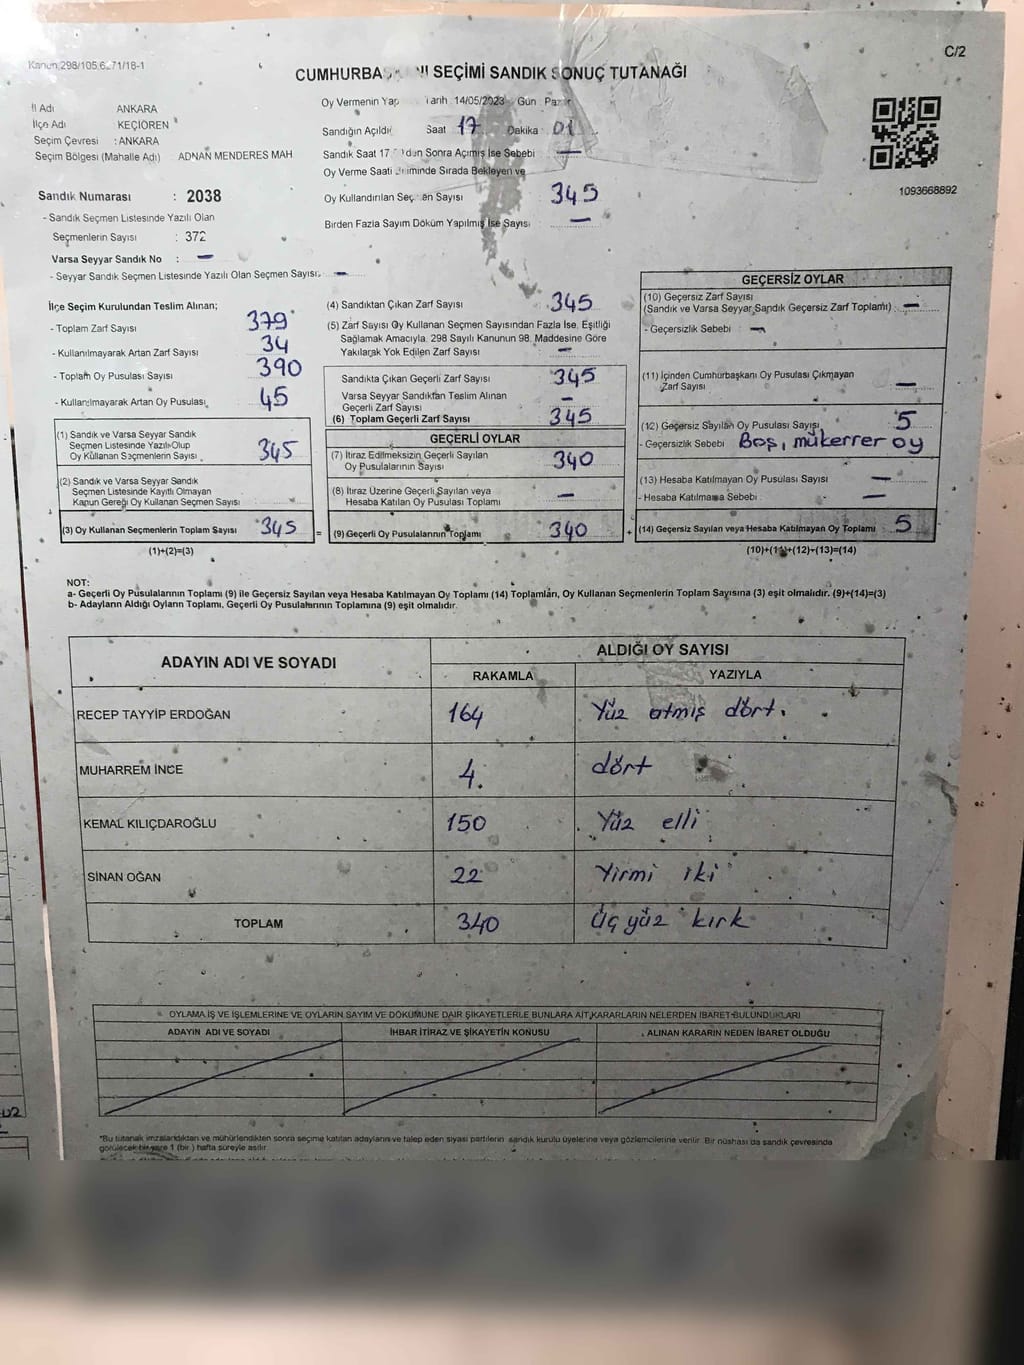 C/2
Kanun 298/105,6 71/18-1
CUMHURBA SEÇİMİ SANDIK SONUÇ TUTANAĞI
İl Adı ANKARA
İlçe Adı KEÇİÖREN
Seçim Çevresi : ANKARA
Seçim Bölgesi (Mahalle Adı) ADNAN MENDERES MAH
Sandık Numarası : 2038
- Sandık Seçmen Listesinde Yazılı Olan
Seçmenlerin Sayısı : 372
Varsa Seyyar Sandık No : –
- Seyyar Sandık Seçmen Listesinde Yazılı Olan Seçmen Sayısı –
Oy Vermenin Yap Tarih 14/05/2023 Gün Pazar
Sandığın Açıldı Saat 17 Dakika 01
Sandık Saat 17 dan Sonra Açımış İse Sebebi –
Oy Verme Saati iminde Sırada Bekleyen ve
Oy Kullandırılan Seçmen Sayısı 345
Birden Fazla Sayım Döküm Yapılmış İse Sayısı –
1093668892
İlçe Seçim Kurulundan Teslim Alınan;
- Toplam Zarf Sayısı 379
- Kullanılmayarak Artan Zarf Sayısı 34
- Toplam Oy Pusulası Sayısı 390
- Kullanılmayarak Artan Oy Pusulası 45
(1) Sandık ve Varsa Seyyar Sandık
Seçmen Listesinde Yazılı Olup
Oy Kullanan Seçmenlerin Sayısı 345
(2) Sandık ve Varsa Seyyar Sandık
Seçmen Listesinde Kayıtlı Olmayan
Kanun Gereği Oy Kullanan Seçmen Sayısı
(3) Oy Kullanan Seçmenlerin Toplam Sayısı 345 =
(1)+(2)=(3)
(4) Sandıktan Çıkan Zarf Sayısı 345
(5) Zarf Sayısı Oy Kullanan Seçmen Sayısından Fazla İse, Eşitliği
Sağlamak Amacıyla, 298 Sayılı Kanunun 98. Maddesine Göre
Yakılarak Yok Edilen Zarf Sayısı –
Sandıkta Çıkan Geçerli Zarf Sayısı 345
Varsa Seyyar Sandıktan Teslim Alınan
Geçerli Zarf Sayısı –
(6) Toplam Geçerli Zarf Sayısı 345
GEÇERLİ OYLAR
(7) İtiraz Edilmeksizin Geçerli Sayılan
Oy Pusulalarının Sayısı 340
(8) İtiraz Üzerine Geçerli Sayılan veya
Hesaba Katılan Oy Pusulası Toplamı –
(9) Geçerli Oy Pusulalarının Toplamı 340 +
GEÇERSİZ OYLAR
(10) Geçersiz Zarf Sayısı
(Sandık ve Varsa Seyyar Sandık Geçersiz Zarf Toplamı) –
- Geçersizlik Sebebi : –
(11) İçinden Cumhurbaşkanı Oy Pusulası Çıkmayan
Zarf Sayısı –
(12) Geçersiz Sayılan Oy Pusulası Sayısı 5
- Geçersizlik Sebebi Boş, mükerrer oy
(13) Hesaba Katılmayan Oy Pusulası Sayısı –
- Hesaba Katılmama Sebebi : –
(14) Geçersiz Sayılan veya Hesaba Katılmayan Oy Toplamı 5
(10)+(11)+(12)+(13)=(14)
NOT:
a- Geçerli Oy Pusulalarının Toplamı (9) ile Geçersiz Sayılan veya Hesaba Katılmayan Oy Toplamı (14) Toplamları, Oy Kullanan Seçmenlerin Toplam Sayısına (3) eşit olmalıdır. (9)+(14)=(3)
b- Adayların Aldığı Oyların Toplamı, Geçerli Oy Pusulalarının Toplamına (9) eşit olmalıdır.
ADAYIN ADI VE SOYADI ALDIĞI OY SAYISI
RAKAMLA YAZIYLA
RECEP TAYYİP ERDOĞAN 164 Yüz atmış dört.
MUHARREM İNCE 4. dört
KEMAL KILIÇDAROĞLU 150 Yüz elli
SİNAN OĞAN 22 Yirmi iki
TOPLAM 340 Üç yüz kırk
OYLAMA İŞ VE İŞLEMLERİNE VE OYLARIN SAYIM VE DÖKÜMÜNE DAİR ŞİKAYETLERLE BUNLARA AİT KARARLARIN NELERDEN İBARET BULUNDUKLARI
ADAYIN ADI VE SOYADI İHBAR İTİRAZ VE ŞİKAYETİN KONUSU ALINAN KARARIN NEDEN İBARET OLDUĞU
*Bu tutanak imzalandıktan ve mühürlendikten sonra seçime katılan adayların ve talep eden siyasi partilerin sandık kurulu üyelerine veya gözlemcilerine verilir. Bir nüshası da sandık çevresinde
görülecek bir yere 1 (bir) hafta süreyle asılır.